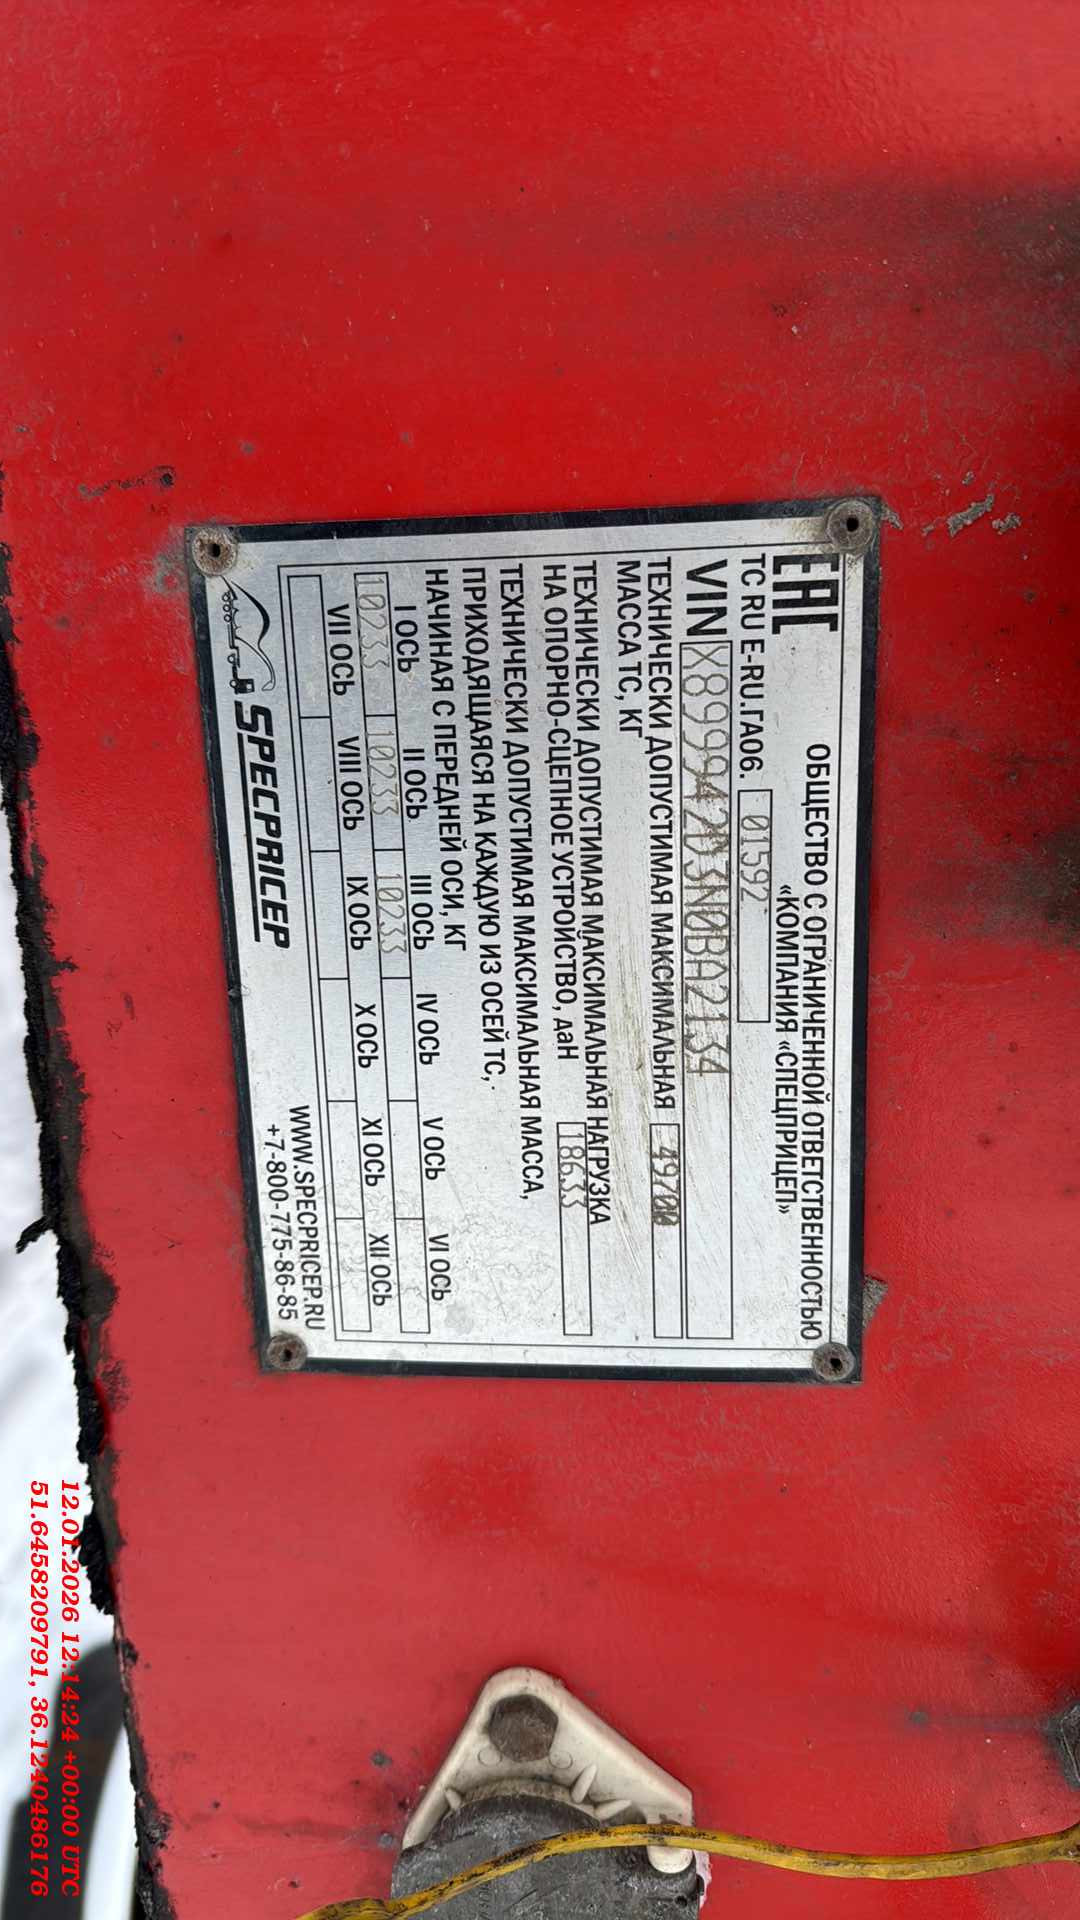 ЕАС
ОБЩЕСТВО С ОГРАНИЧЕННОЙ ОТВЕТСТВЕННОСТЬЮ
«КОМПАНИЯ «СПЕЦПРИЦЕП»
ТС RU E-RU.ГА06. 01592
VIN X89994203N0BA2134
ТЕХНИЧЕСКИ ДОПУСТИМАЯ МАКСИМАЛЬНАЯ 49700
МАССА ТС, КГ
ТЕХНИЧЕСКИ ДОПУСТИМАЯ МАКСИМАЛЬНАЯ НАГРУЗКА
НА ОПОРНО-СЦЕПНОЕ УСТРОЙСТВО, даН 18633
ТЕХНИЧЕСКИ ДОПУСТИМАЯ МАКСИМАЛЬНАЯ МАССА,
ПРИХОДЯЩАЯСЯ НА КАЖДУЮ ИЗ ОСЕЙ ТС,
НАЧИНАЯ С ПЕРЕДНЕЙ ОСИ, КГ
I ОСЬ II ОСЬ III ОСЬ IV ОСЬ V ОСЬ VI ОСЬ
10233 10233 10233
VII ОСЬ VIII ОСЬ IX ОСЬ X ОСЬ XI ОСЬ XII ОСЬ
SPECPRICEP
WWW.SPECPRICEP.RU
+7-800-775-86-85
12.01.2026 12:14:24 +00:00 UTC
51.6458209791, 36.1240486176